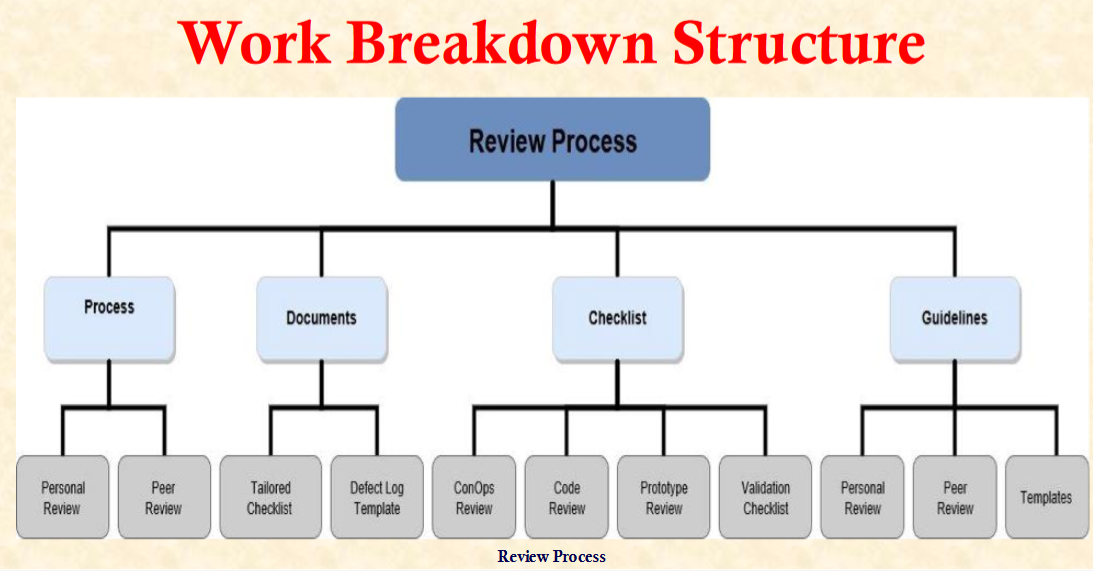 Work Breakdown Structure
Review Process
Process
Documents
Checklist
Guidelines
Personal
Review
Peer
Review
Tailored
Checklist
Defect Log
Template
ConOps
Review
Code
Review
Prototype
Review
Validation
Checklist
Personal
Review
Peer
Review
Templates
Review Process